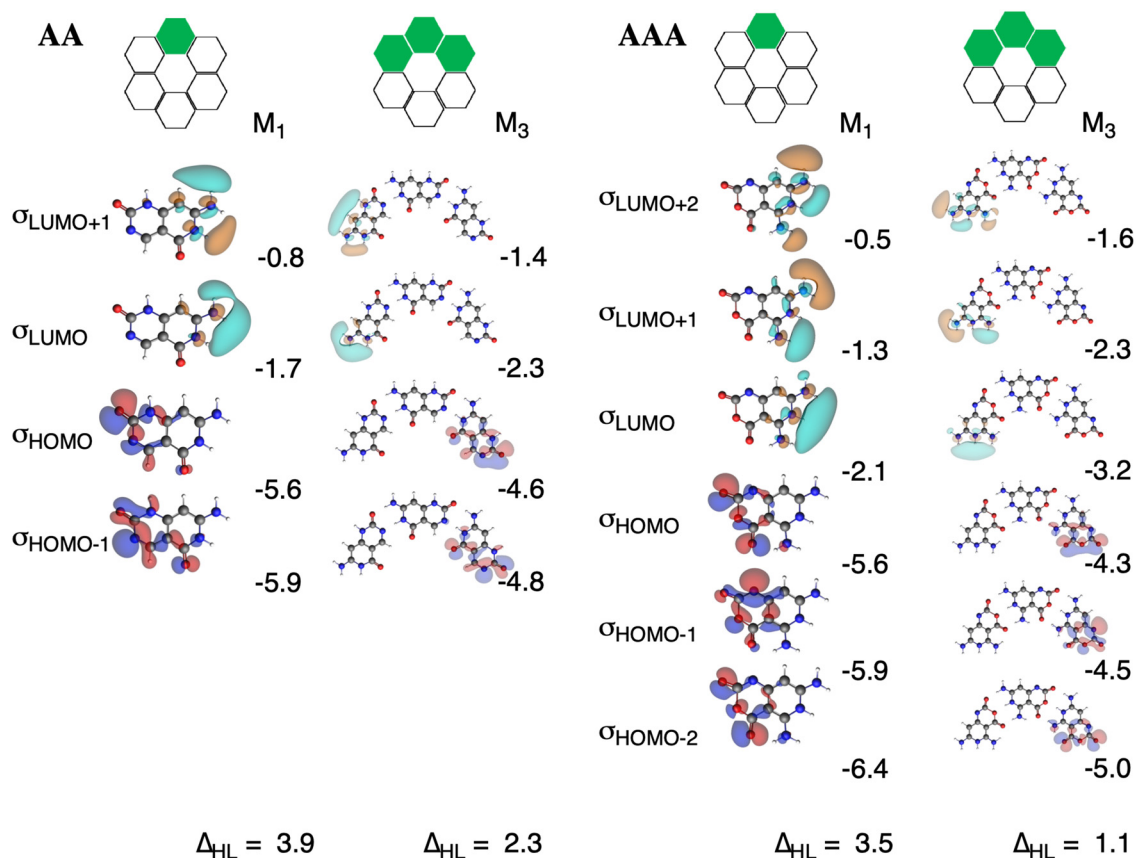 AA
AAA
M₁
M₃
M₁
M₃
σLUMO+1
-0.8
-1.4
σLUMO
-1.7
-2.3
σHOMO
-5.6
-4.6
σHOMO-1
-5.9
-4.8
σLUMO+2
-0.5
-1.6
σLUMO+1
-1.3
-2.3
σLUMO
-2.1
-3.2
σHOMO
-5.6
-4.3
σHOMO-1
-5.9
-4.5
σHOMO-2
-6.4
-5.0
ΔHL = 3.9
ΔHL = 2.3
ΔHL = 3.5
ΔHL = 1.1